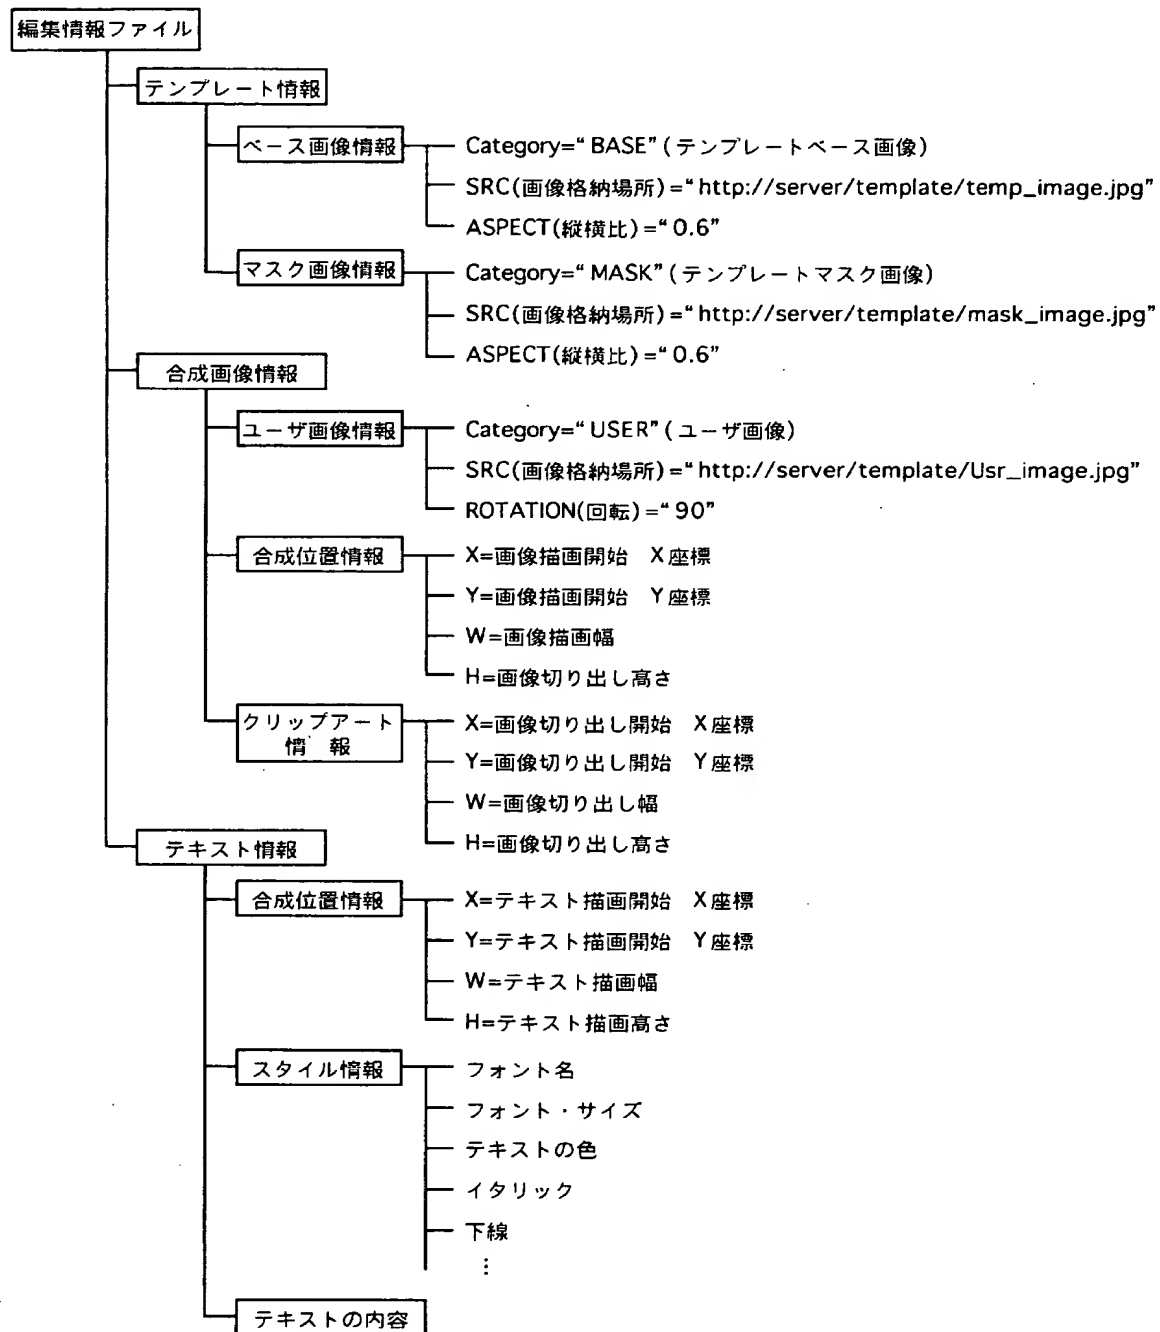 編集情報ファイル
テンプレート情報
ベース画像情報
Category=“BASE”(テンプレートベース画像)
SRC(画像格納場所)=“http://server/template/temp_image.jpg”
ASPECT(縦横比)=“0.6”
マスク画像情報
Category=“MASK”(テンプレートマスク画像)
SRC(画像格納場所)=“http://server/template/mask_image.jpg”
ASPECT(縦横比)=“0.6”
合成画像情報
ユーザ画像情報
Category=“USER”(ユーザ画像)
SRC(画像格納場所)=“http://server/template/Usr_image.jpg”
ROTATION(回転)=“90”
合成位置情報
X=画像描画開始 X座標
Y=画像描画開始 Y座標
W=画像描画幅
H=画像切り出し高さ
クリップアート
情 報
X=画像切り出し開始 X座標
Y=画像切り出し開始 Y座標
W=画像切り出し幅
H=画像切り出し高さ
テキスト情報
合成位置情報
X=テキスト描画開始 X座標
Y=テキスト描画開始 Y座標
W=テキスト描画幅
H=テキスト描画高さ
スタイル情報
フォント名
フォント・サイズ
テキストの色
イタリック
下線
⋮
テキストの内容